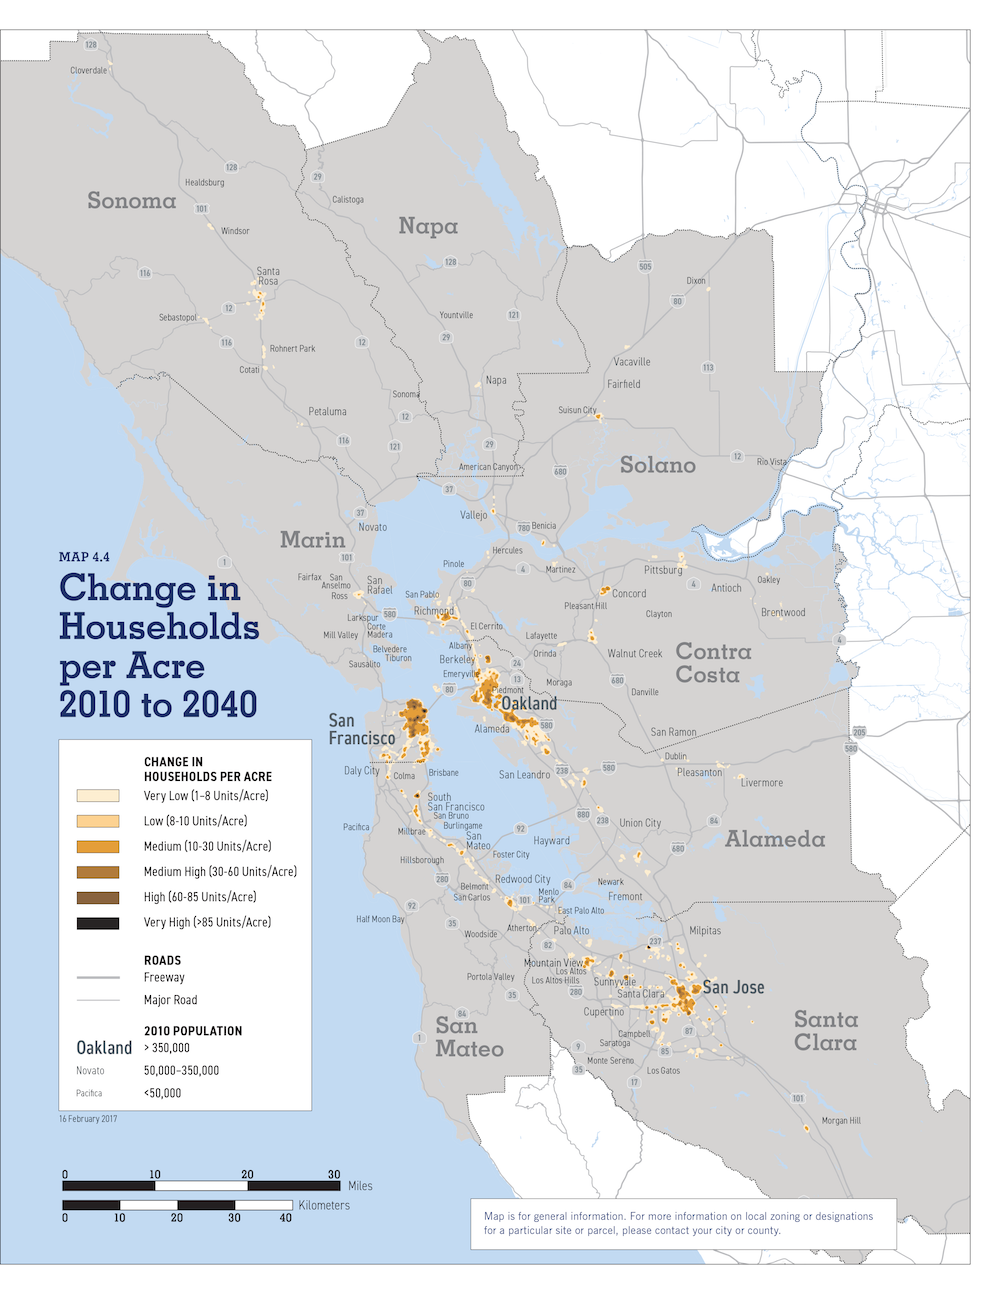 128
Cloverdale
128
Healdsburg
29
Calistoga
Sonoma
101
Windsor
Napa
128
505
Dixon
116
Santa
Rosa
80
12
Sebastopol
Yountville
121
116
Rohnert Park
12
29
Cotati
Vacaville
113
Napa
Fairfield
Sonoma
Petaluma
12
Suisun City
116
121
29
American Canyon
680
Solano
12
Rio Vista
37
Vallejo
37
Novato
780
Benicia
Marin
101
Hercules
MAP 4.4
Change in
Households
per Acre
2010 to 2040
1
Pinole
4
Martinez
Pittsburg
4
Antioch
Oakley
Fairfax
San
Anselmo
Ross
San
Rafael
80
San Pablo
Concord
Pleasant Hill
Clayton
Brentwood
Larkspur
580
Richmond
Corte
Madera
Mill Valley
El Cerrito
Lafayette
4
Belvedere
Tiburon
Albany
Orinda
Walnut Creek
Contra
Costa
Sausalito
Berkeley
24
Emeryville
13
Moraga
680
80
Piedmont
Danville
Oakland
San
Francisco
Alameda
580
San Ramon
205
580
Dublin
Daly City
Colma
Brisbane
San Leandro
238
580
Pleasanton
Livermore
South
San Francisco
San Bruno
Burlingame
880
238
Union City
84
Pacifica
Millbrae
San
Mateo
92
Hayward
Alameda
Hillsborough
Foster City
680
280
Belmont
San Carlos
Redwood City
Menlo
Park
84
Newark
Fremont
92
101
East Palo Alto
Half Moon Bay
35
Atherton
Woodside
Palo Alto
Milpitas
82
237
Mountain View
Los Altos
Los Altos Hills
Portola Valley
280
Sunnyvale
Santa Clara
San Jose
35
Cupertino
84
San
Mateo
1
Campbell
87
Santa
Clara
Saratoga
9
85
Monte Sereno
35
Los Gatos
17
101
Morgan Hill
CHANGE IN
HOUSEHOLDS PER ACRE
Very Low (1–8 Units/Acre)
Low (8-10 Units/Acre)
Medium (10-30 Units/Acre)
Medium High (30-60 Units/Acre)
High (60-85 Units/Acre)
Very High (>85 Units/Acre)
ROADS
Freeway
Major Road
2010 POPULATION
Oakland > 350,000
Novato 50,000–350,000
Pacifica <50,000
16 February 2017
0 10 20 30
Miles
Kilometers
0 10 20 30 40
Map is for general information. For more information on local zoning or designations
for a particular site or parcel, please contact your city or county.